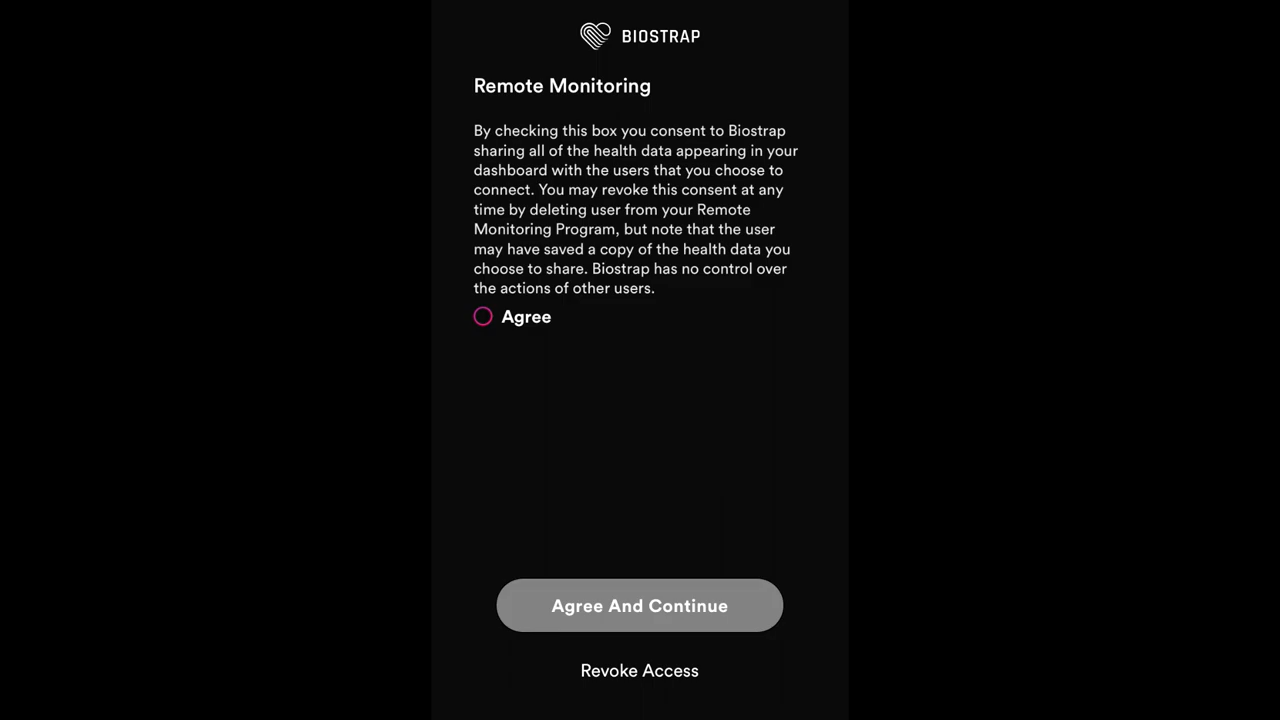 BIOSTRAP
Remote Monitoring
By checking this box you consent to Biostrap
sharing all of the health data appearing in your
dashboard with the users that you choose to
connect. You may revoke this consent at any
time by deleting user from your Remote
Monitoring Program, but note that the user
may have saved a copy of the health data you
choose to share. Biostrap has no control over
the actions of other users.
Agree
Agree And Continue
Revoke Access